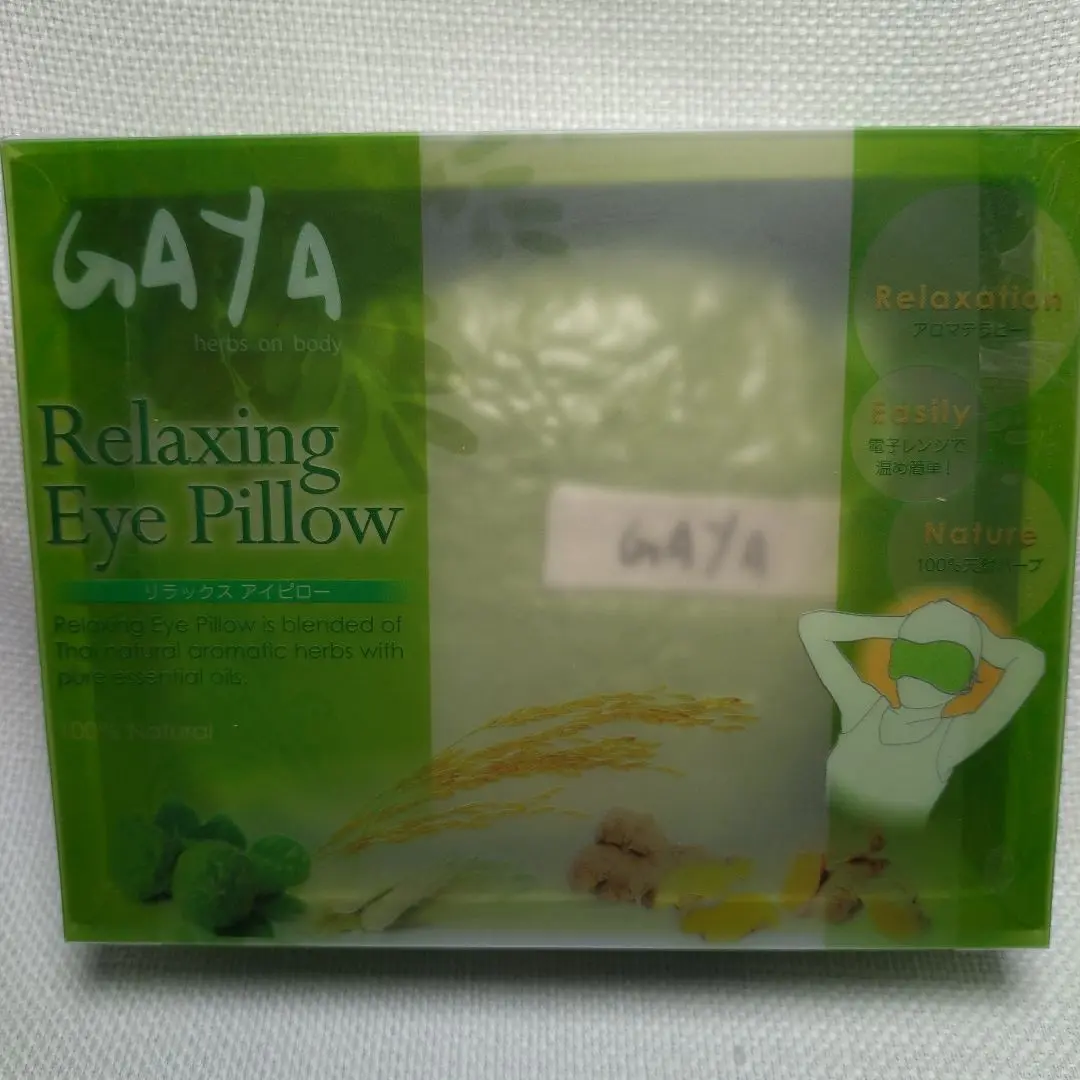 GAYA
herbs on body
Relaxing
Eye Pillow
リラックス アイピロー
Relaxing Eye Pillow is blended of
Thai natural aromatic herbs with
pure essential oils.
100% Natural
GAYA
Relaxation
アロマテラピー
Easily
電子レンジで
温め簡単!
Nature
100%天然ハーブ